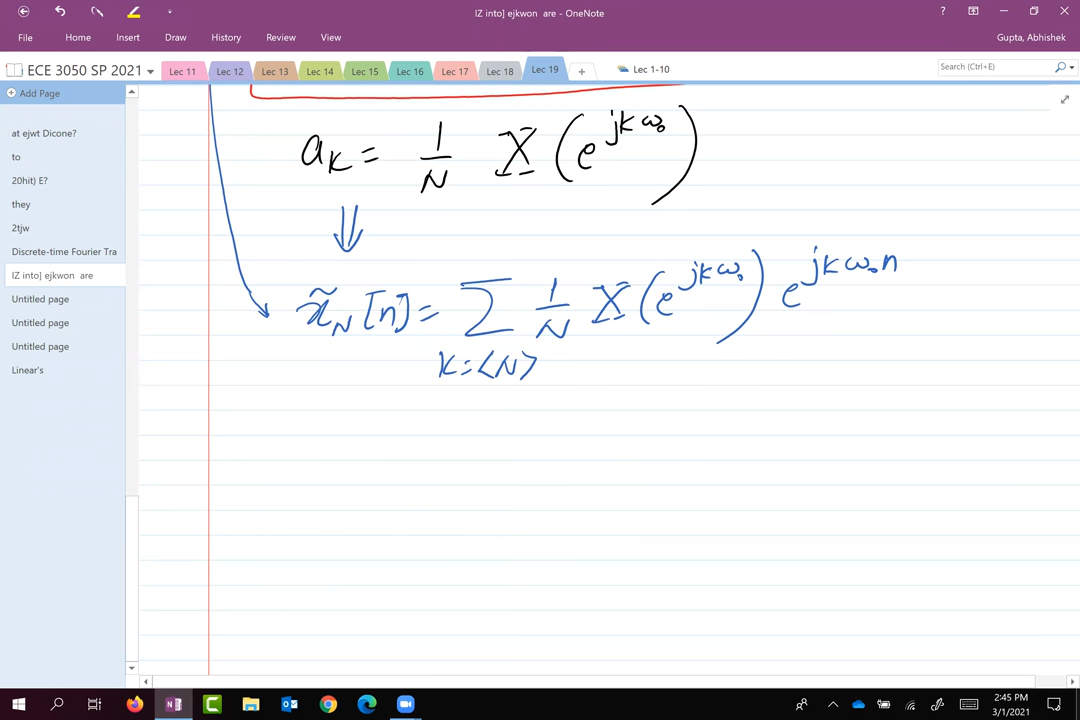 IZ into] ejkwon are - OneNote
File Home Insert Draw History Review View
Gupta, Abhishek
ECE 3050 SP 2021
Lec 11 Lec 12 Lec 13 Lec 14 Lec 15 Lec 16 Lec 17 Lec 18 Lec 19 + Lec 1-10
Search (Ctrl+E)
Add Page
at ejwt Dicone?
to
20hit) E?
they
2tjw
Discrete-time Fourier Tra
IZ into] ejkwon are
Untitled page
Untitled page
Untitled page
Linear's
a_k = 1/N X(e^{jkω₀})
⇓
x̃_N[n] = Σ_{k=⟨N⟩} 1/N X(e^{jkω₀}) e^{jkω₀n}
2:45 PM
3/1/2021